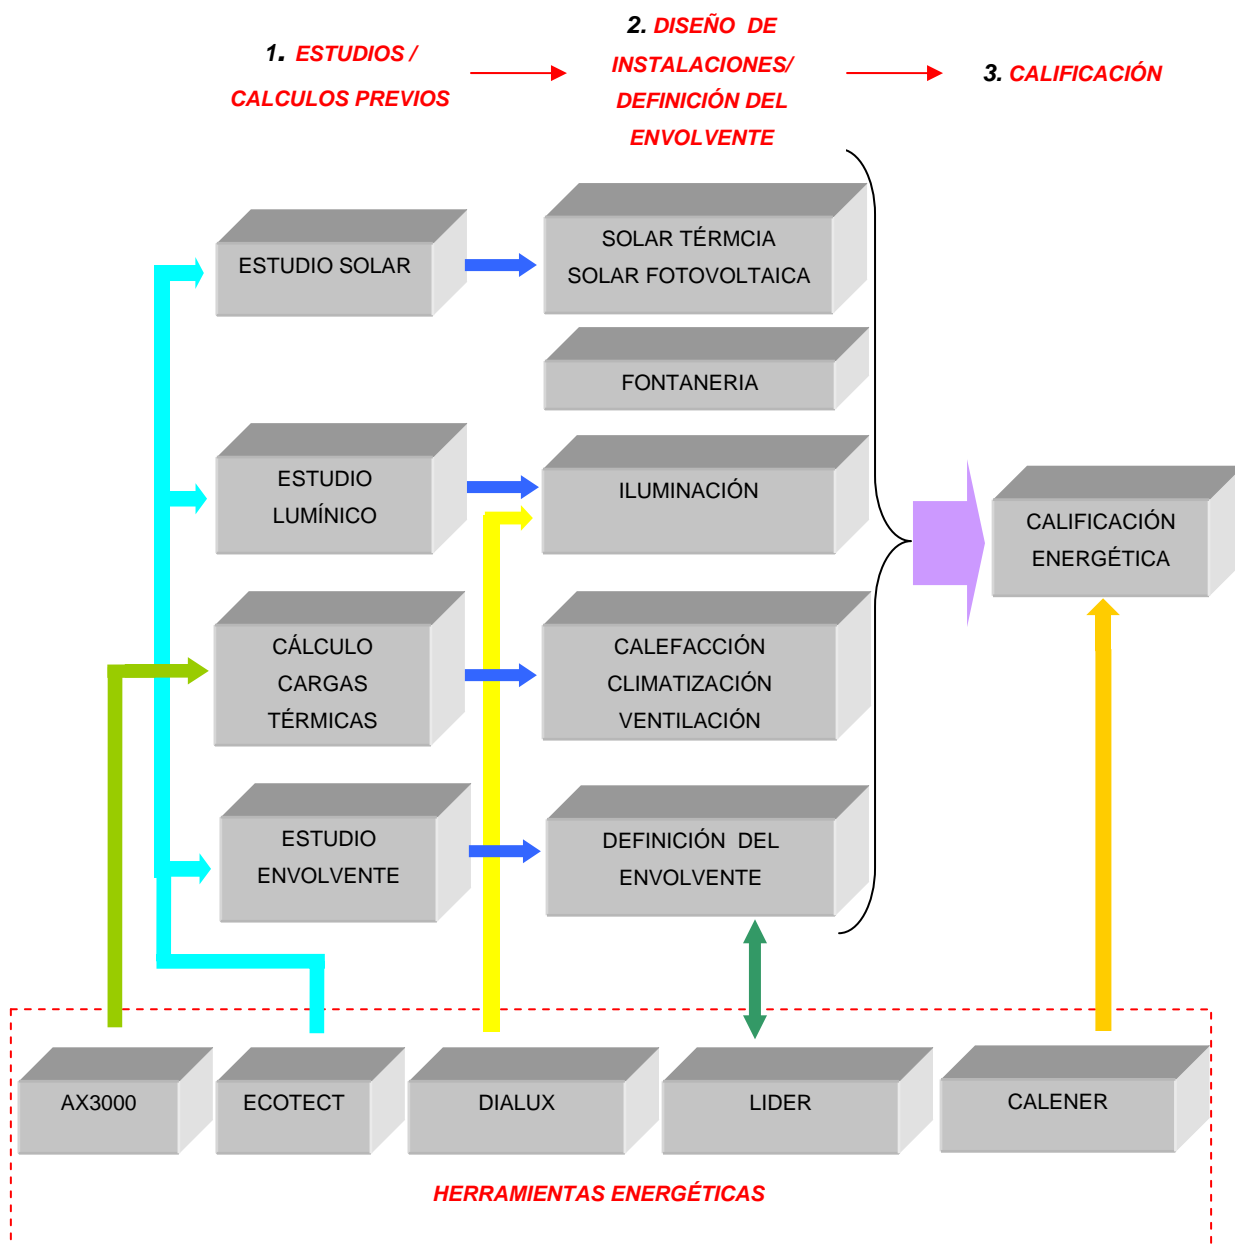 1. ESTUDIOS /
CALCULOS PREVIOS
2. DISEÑO DE
INSTALACIONES/
DEFINICIÓN DEL
ENVOLVENTE
3. CALIFICACIÓN
ESTUDIO SOLAR
SOLAR TÉRMCIA
SOLAR FOTOVOLTAICA
FONTANERIA
ESTUDIO
LUMÍNICO
ILUMINACIÓN
CALIFICACIÓN
ENERGÉTICA
CÁLCULO
CARGAS
TÉRMICAS
CALEFACCIÓN
CLIMATIZACIÓN
VENTILACIÓN
ESTUDIO
ENVOLVENTE
DEFINICIÓN DEL
ENVOLVENTE
AX3000
ECOTECT
DIALUX
LIDER
CALENER
HERRAMIENTAS ENERGÉTICAS